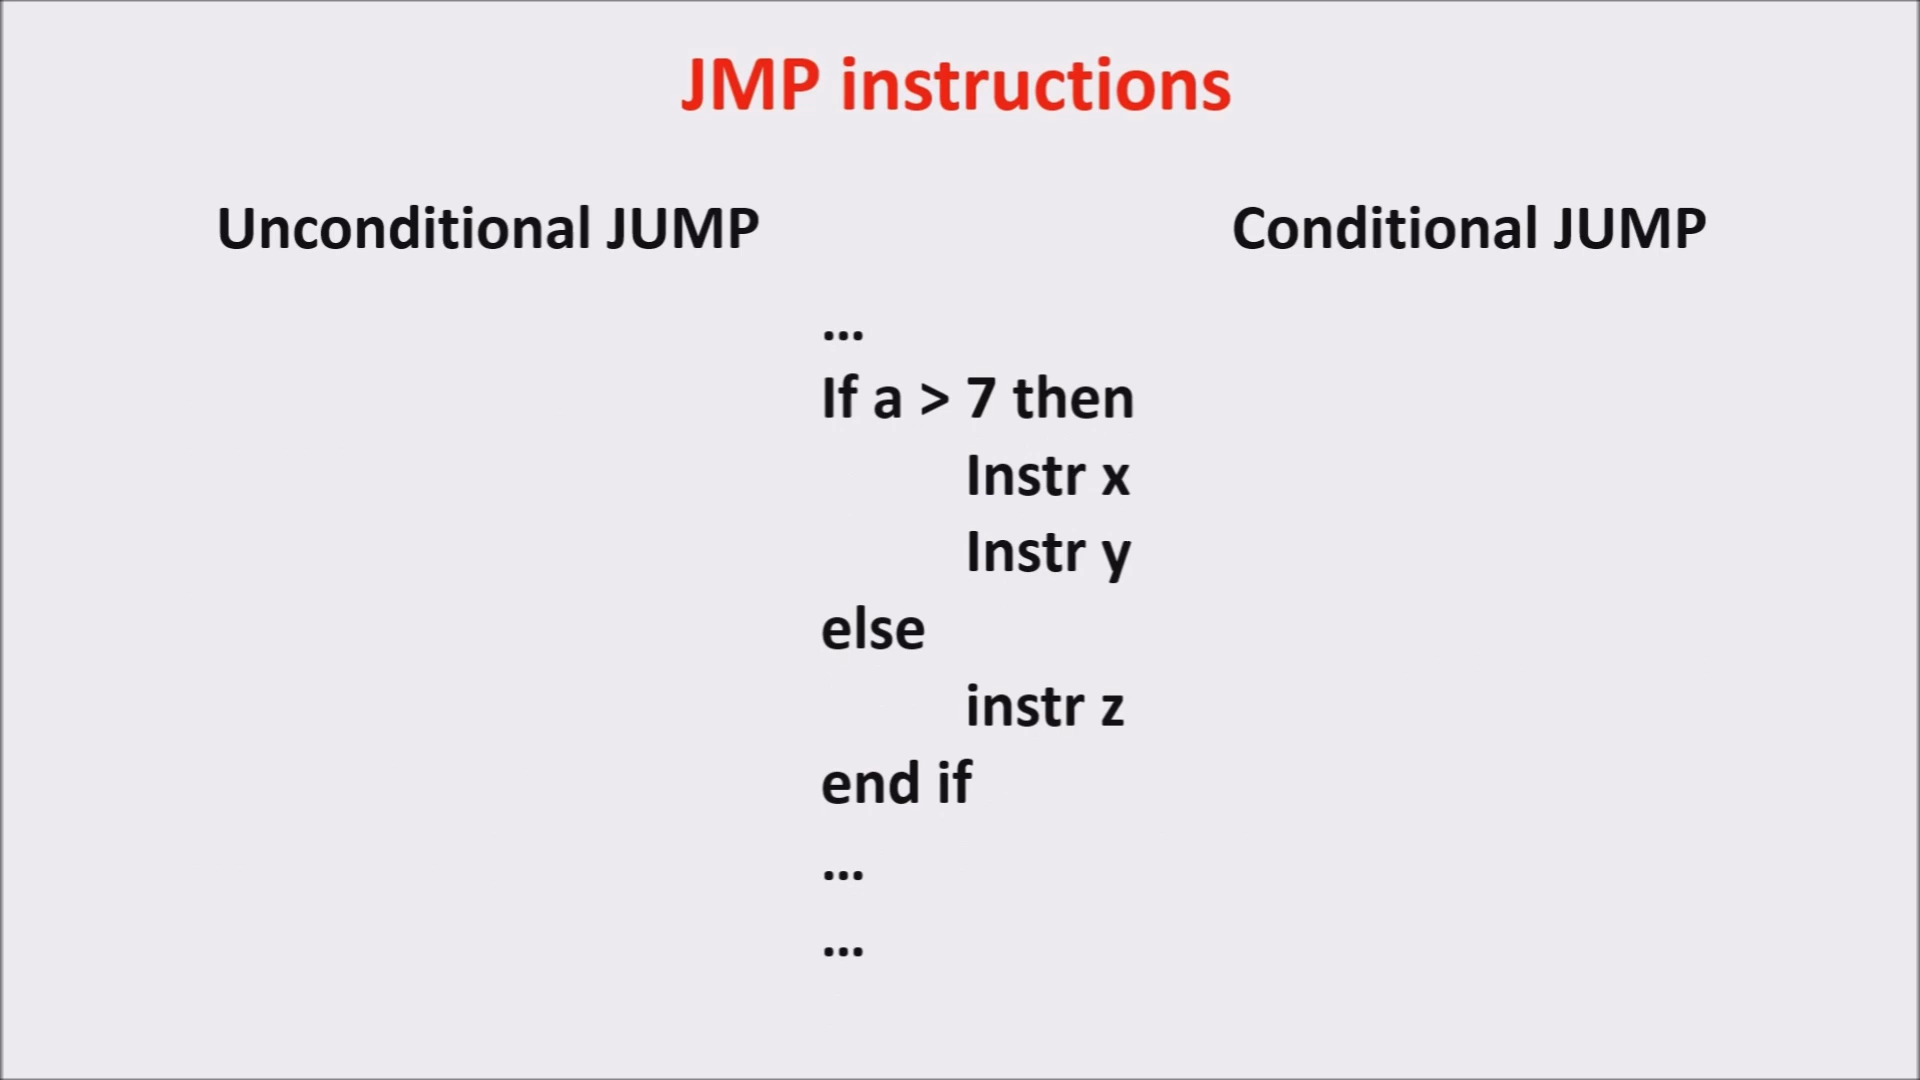 JMP instructions
Unconditional JUMP
Conditional JUMP
...
If a > 7 then
Instr x
Instr y
else
instr z
end if
...
...